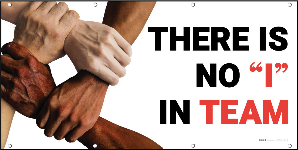 THERE IS
NO “I”
IN TEAM